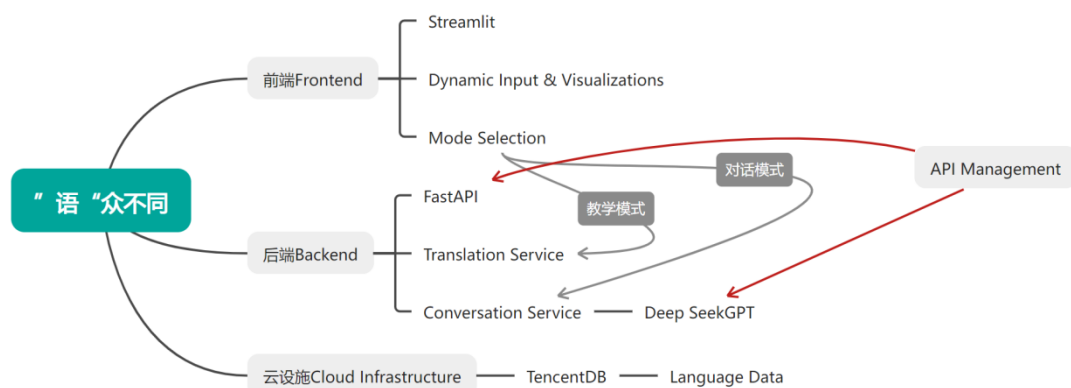 Streamlit
前端Frontend
Dynamic Input & Visualizations
Mode Selection
对话模式
API Management
"语"众不同
FastAPI
教学模式
后端Backend
Translation Service
Conversation Service
Deep SeekGPT
云设施Cloud Infrastructure
TencentDB
Language Data